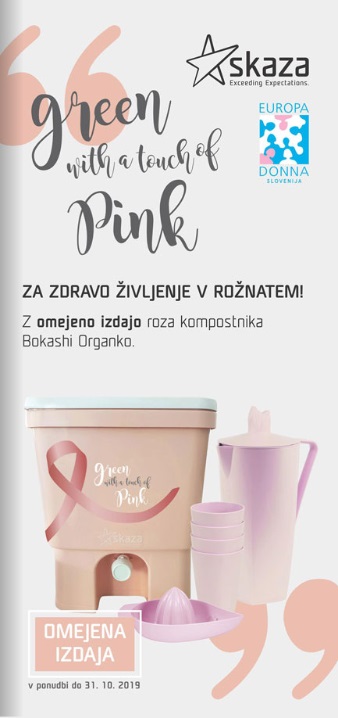 skaza
Exceeding Expectations.
green
with a touch of
Pink
EUROPA
DONNA
SLOVENIJA
ZA ZDRAVO ŽIVLJENJE V ROŽNATEM!
Z omejeno izdajo roza kompostnika
Bokashi Organko.
green
with a touch of
Pink
skaza
OMEJENA
IZDAJA
v ponudbi do 31. 10. 2019